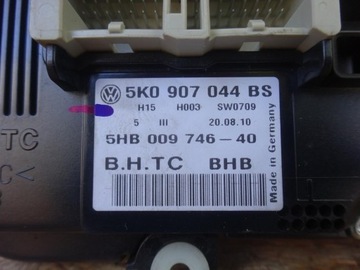 5K0 907 044 BS
H15 H003 SW0709
5 III 20.08.10
5HB 009 746-40
B.H.TC BHB
Made in Germany
TC